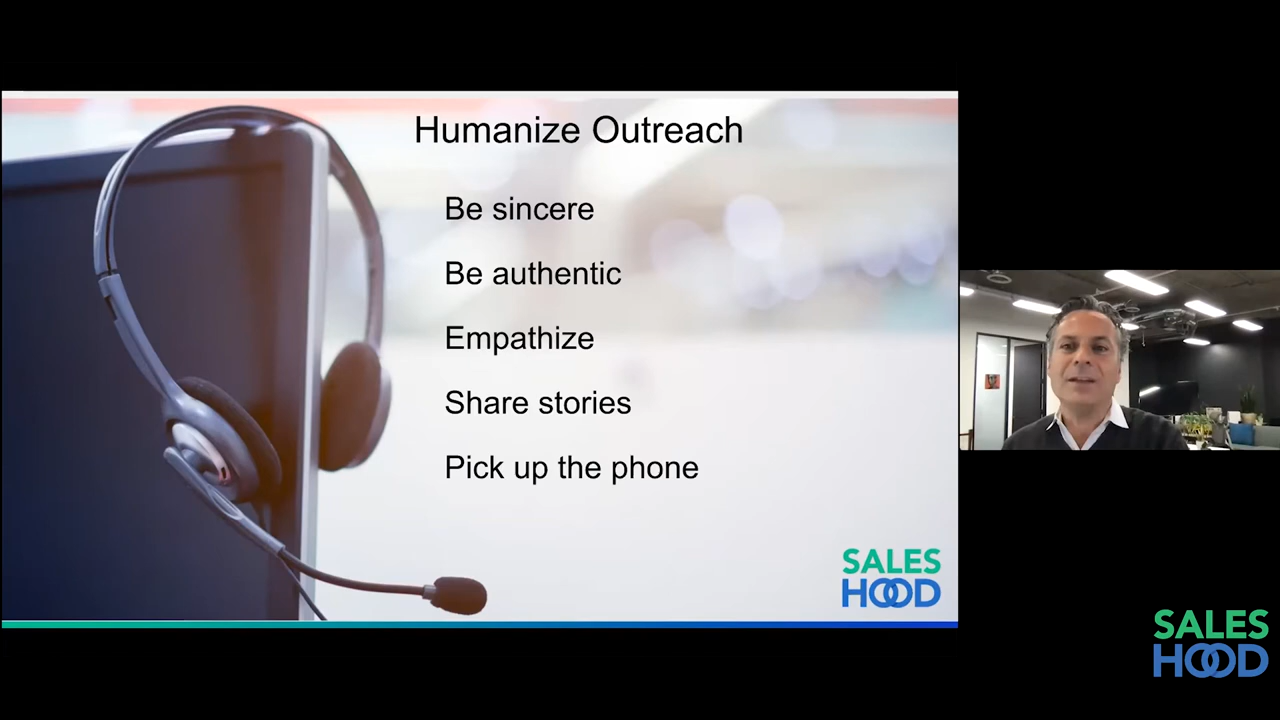 Humanize Outreach
Be sincere
Be authentic
Empathize
Share stories
Pick up the phone
SALES
HOOD
SALES
HOOD